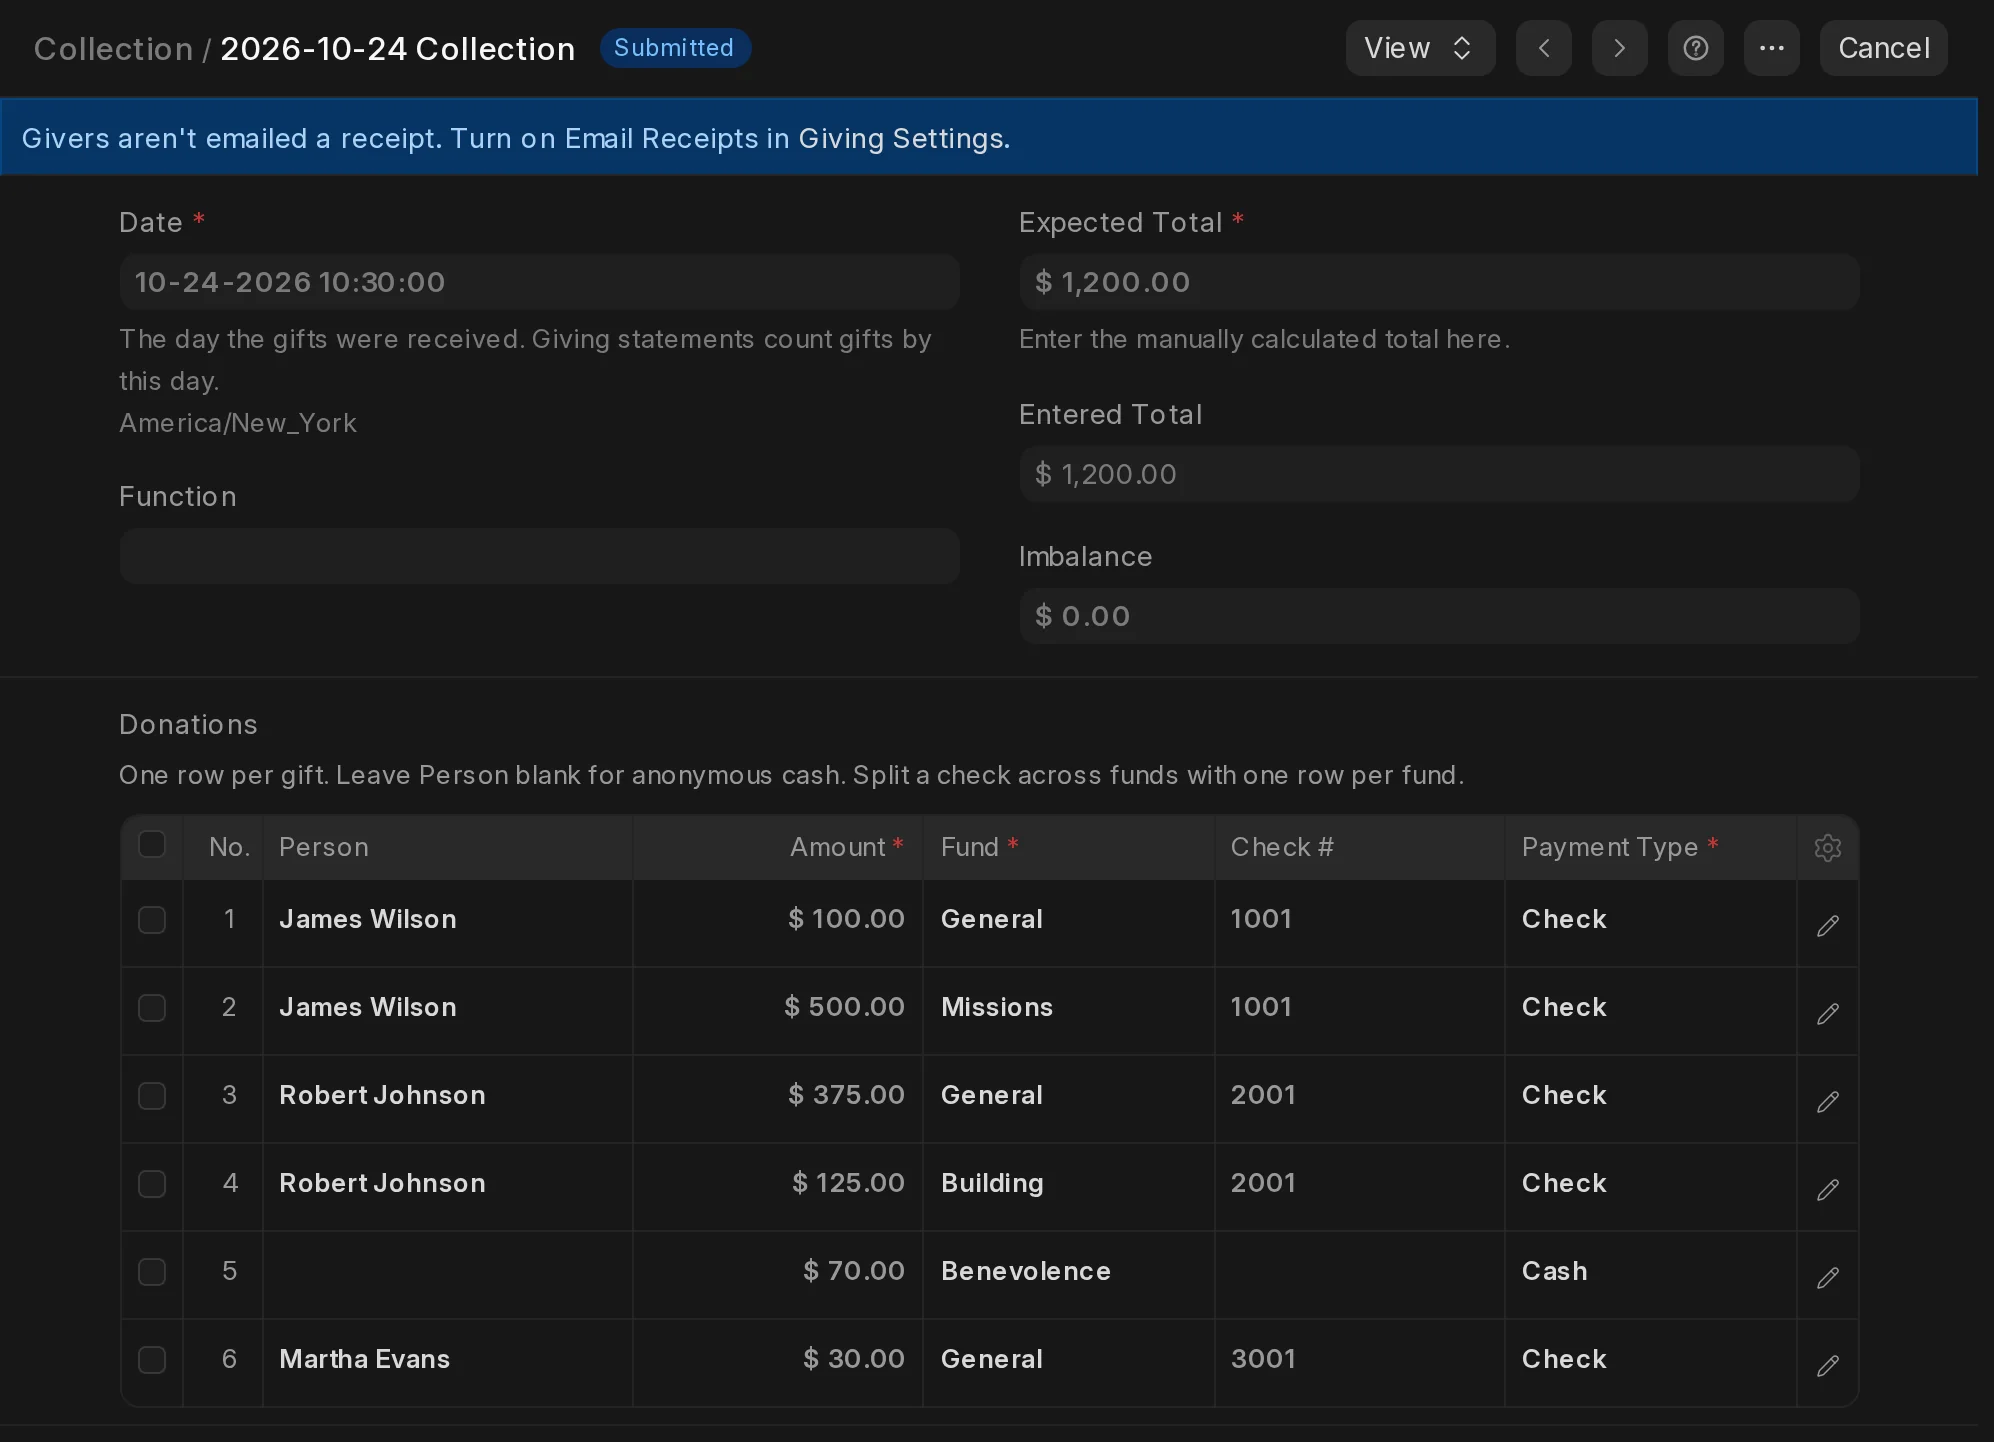 Collection / 2026-10-24 Collection Submitted View Cancel
Givers aren't emailed a receipt. Turn on Email Receipts in Giving Settings.
Date *
10-24-2026 10:30:00
The day the gifts were received. Giving statements count gifts by
this day.
America/New_York
Function
Expected Total *
$ 1,200.00
Enter the manually calculated total here.
Entered Total
$ 1,200.00
Imbalance
$ 0.00
Donations
One row per gift. Leave Person blank for anonymous cash. Split a check across funds with one row per fund.
No. Person Amount * Fund * Check # Payment Type *
1 James Wilson $ 100.00 General 1001 Check
2 James Wilson $ 500.00 Missions 1001 Check
3 Robert Johnson $ 375.00 General 2001 Check
4 Robert Johnson $ 125.00 Building 2001 Check
5 $ 70.00 Benevolence Cash
6 Martha Evans $ 30.00 General 3001 Check